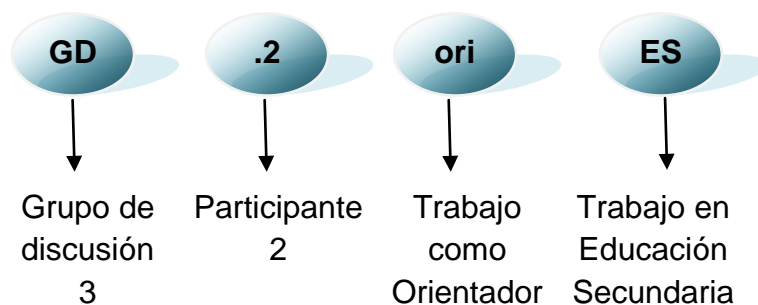 GD .2 ori ES
Grupo de Participante Trabajo Trabajo en
discusión 2 como Educación
3 Orientador Secundaria